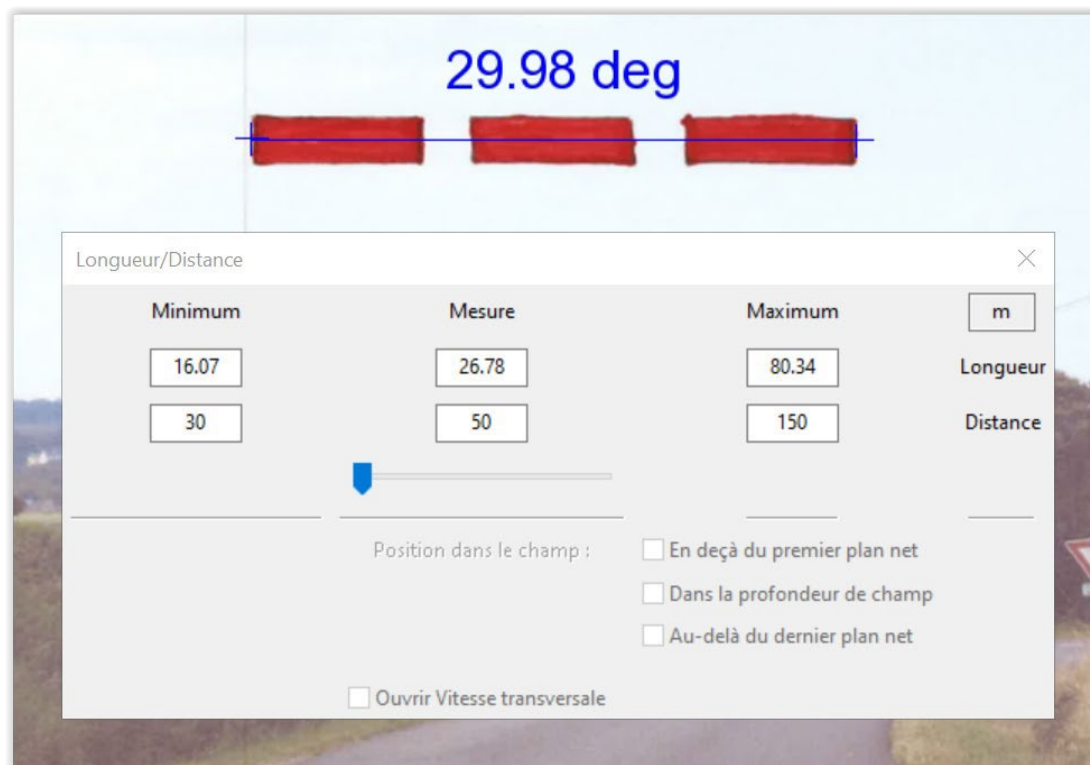 29.98 deg
Longueur/Distance
Minimum Mesure Maximum m
16.07 26.78 80.34 Longueur
30 50 150 Distance
Position dans le champ : En deçà du premier plan net
Dans la profondeur de champ
Au-delà du dernier plan net
Ouvrir Vitesse transversale